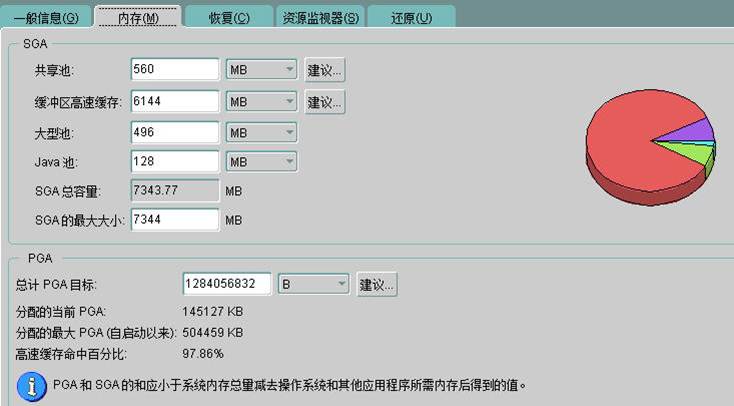 一般信息(G) 内存(M) 恢复(C) 资源监视器(S) 还原(U)
SGA
共享池: 560 MB 建议...
缓冲区高速缓存: 6144 MB 建议...
大型池: 496 MB
Java 池: 128 MB
SGA 总容量: 7343.77 MB
SGA 的最大大小: 7344 MB
PGA
总计 PGA 目标: 1284056832 B 建议...
分配的当前 PGA: 145127 KB
分配的最大 PGA (自启动以来): 504459 KB
高速缓存命中百分比: 97.86%
PGA 和 SGA 的和应小于系统内存总量减去操作系统和其他应用程序所需内存后得到的值。